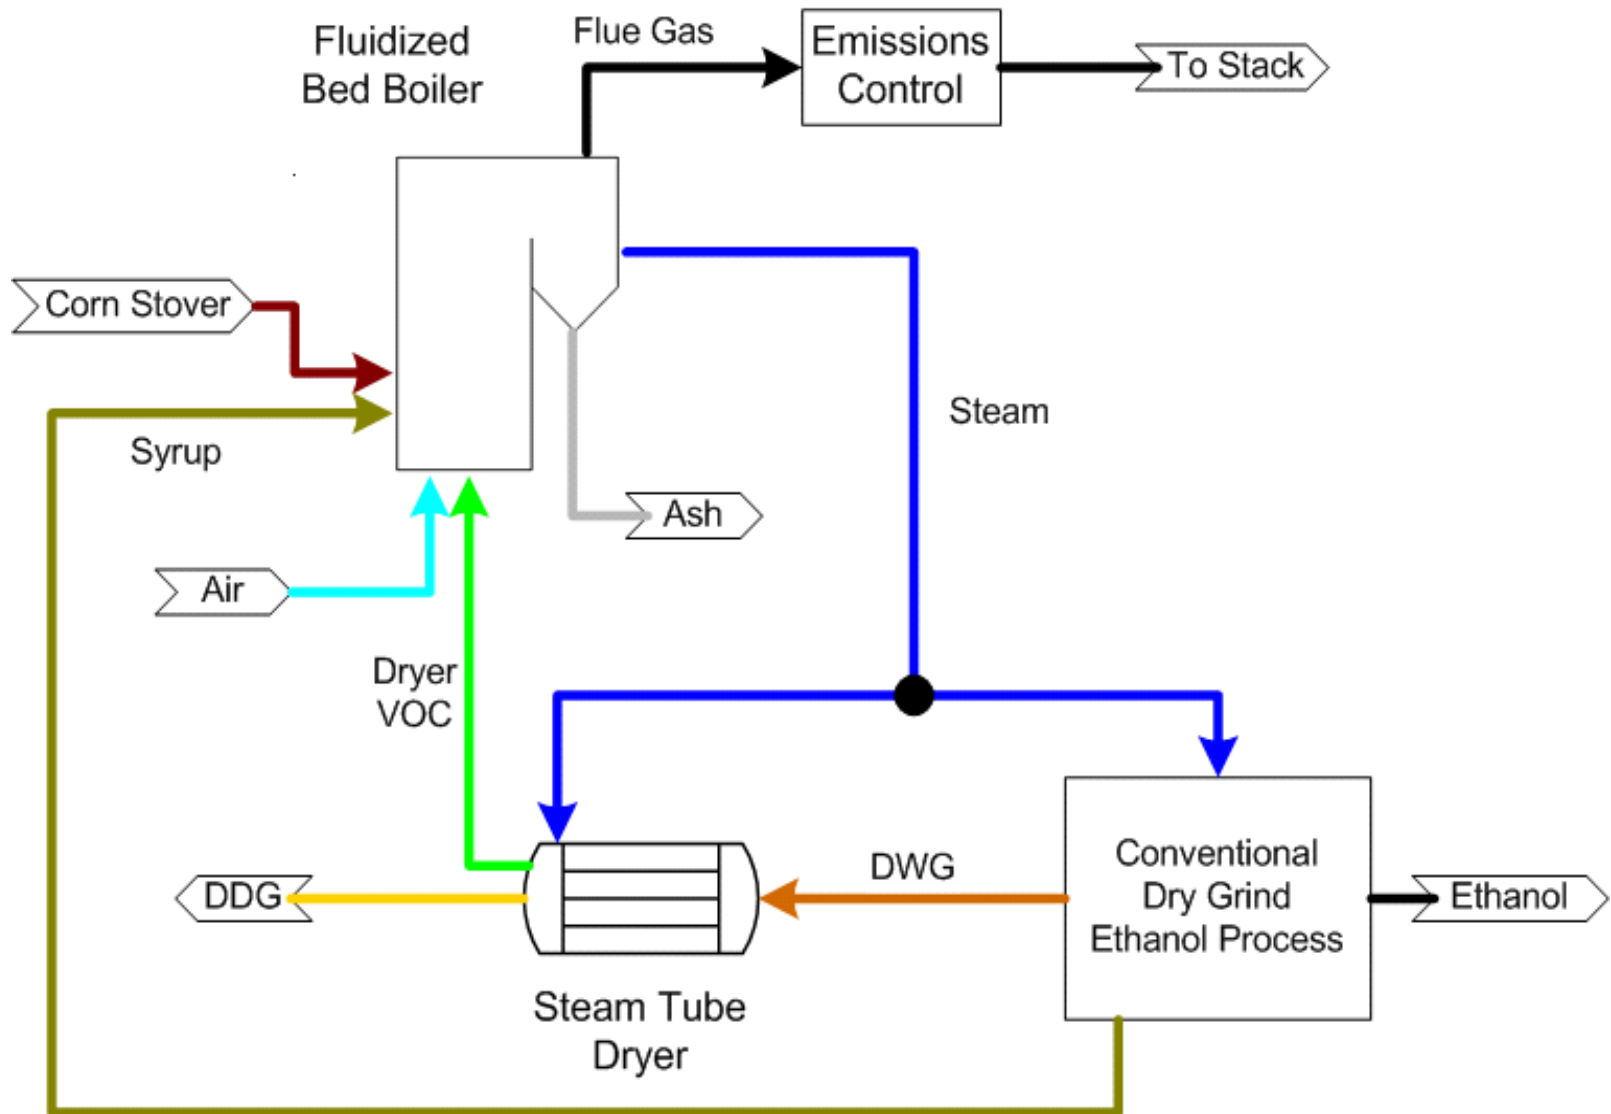 Fluidized
Bed Boiler
Flue Gas
Emissions
Control
To Stack
Corn Stover
Syrup
Steam
Ash
Air
Dryer
VOC
DDG
DWG
Conventional
Dry Grind
Ethanol Process
Ethanol
Steam Tube
Dryer